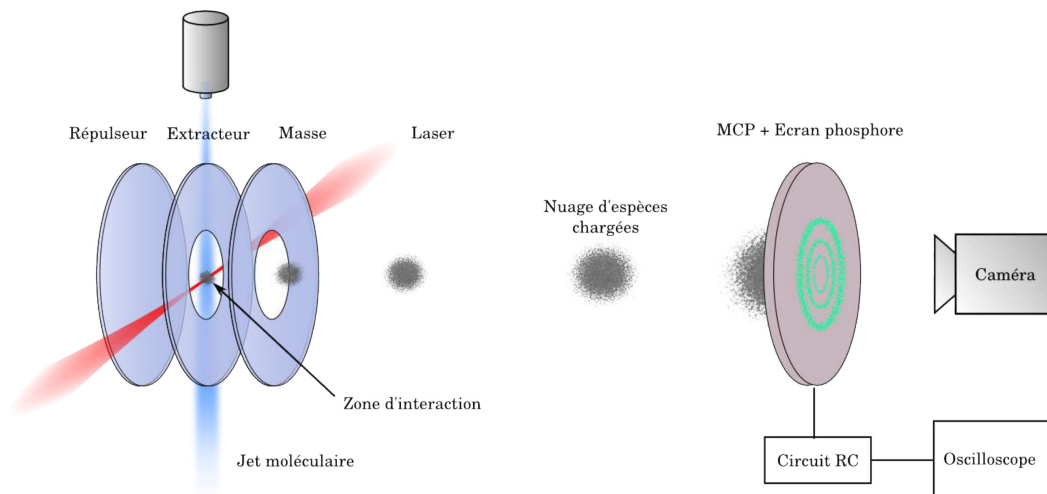 Répulseur
Extracteur
Masse
Laser
MCP + Ecran phosphore
Nuage d'espèces
chargées
Caméra
Zone d'interaction
Jet moléculaire
Circuit RC
Oscilloscope